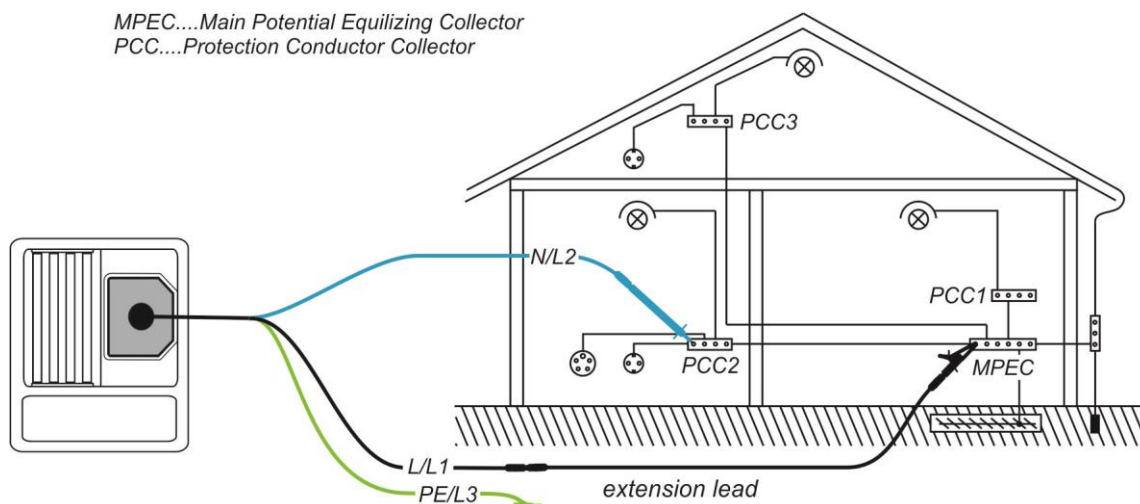 MPEC....Main Potential Equilizing Collector
PCC....Protection Conductor Collector
PCC3
N/L2
PCC1
PCC2
MPEC
L/L1
PE/L3
extension lead